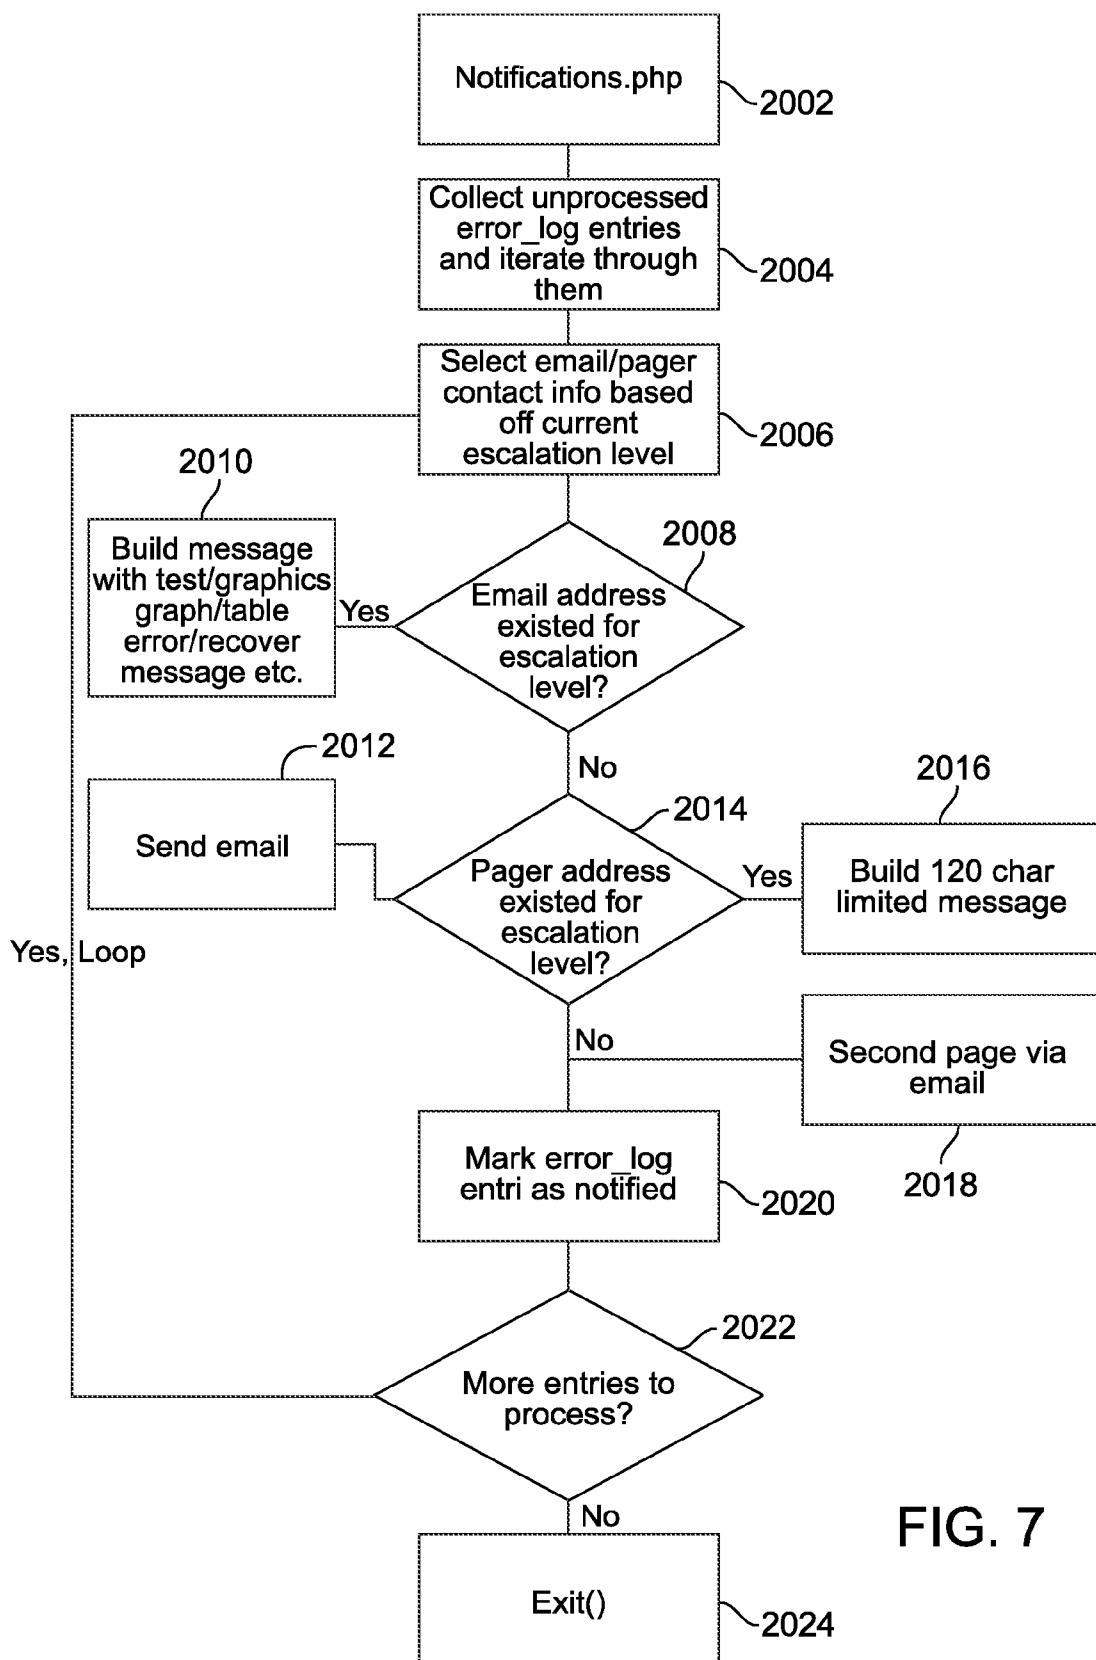 Notifications.php
2002
Collect unprocessed
error_log entries
and iterate through
them
2004
Select email/pager
contact info based
off current
escalation level
2006
2010
Build message
with test/graphics
graph/table
error/recover
message etc.
Yes
2008
Email address
existed for
escalation
level?
No
2012
Send email
2014
Pager address
existed for
escalation
level?
Yes
2016
Build 120 char
limited message
Yes, Loop
No
Second page via
email
2018
Mark error_log
entri as notified
2020
2022
More entries to
process?
No
Exit()
2024
FIG. 7